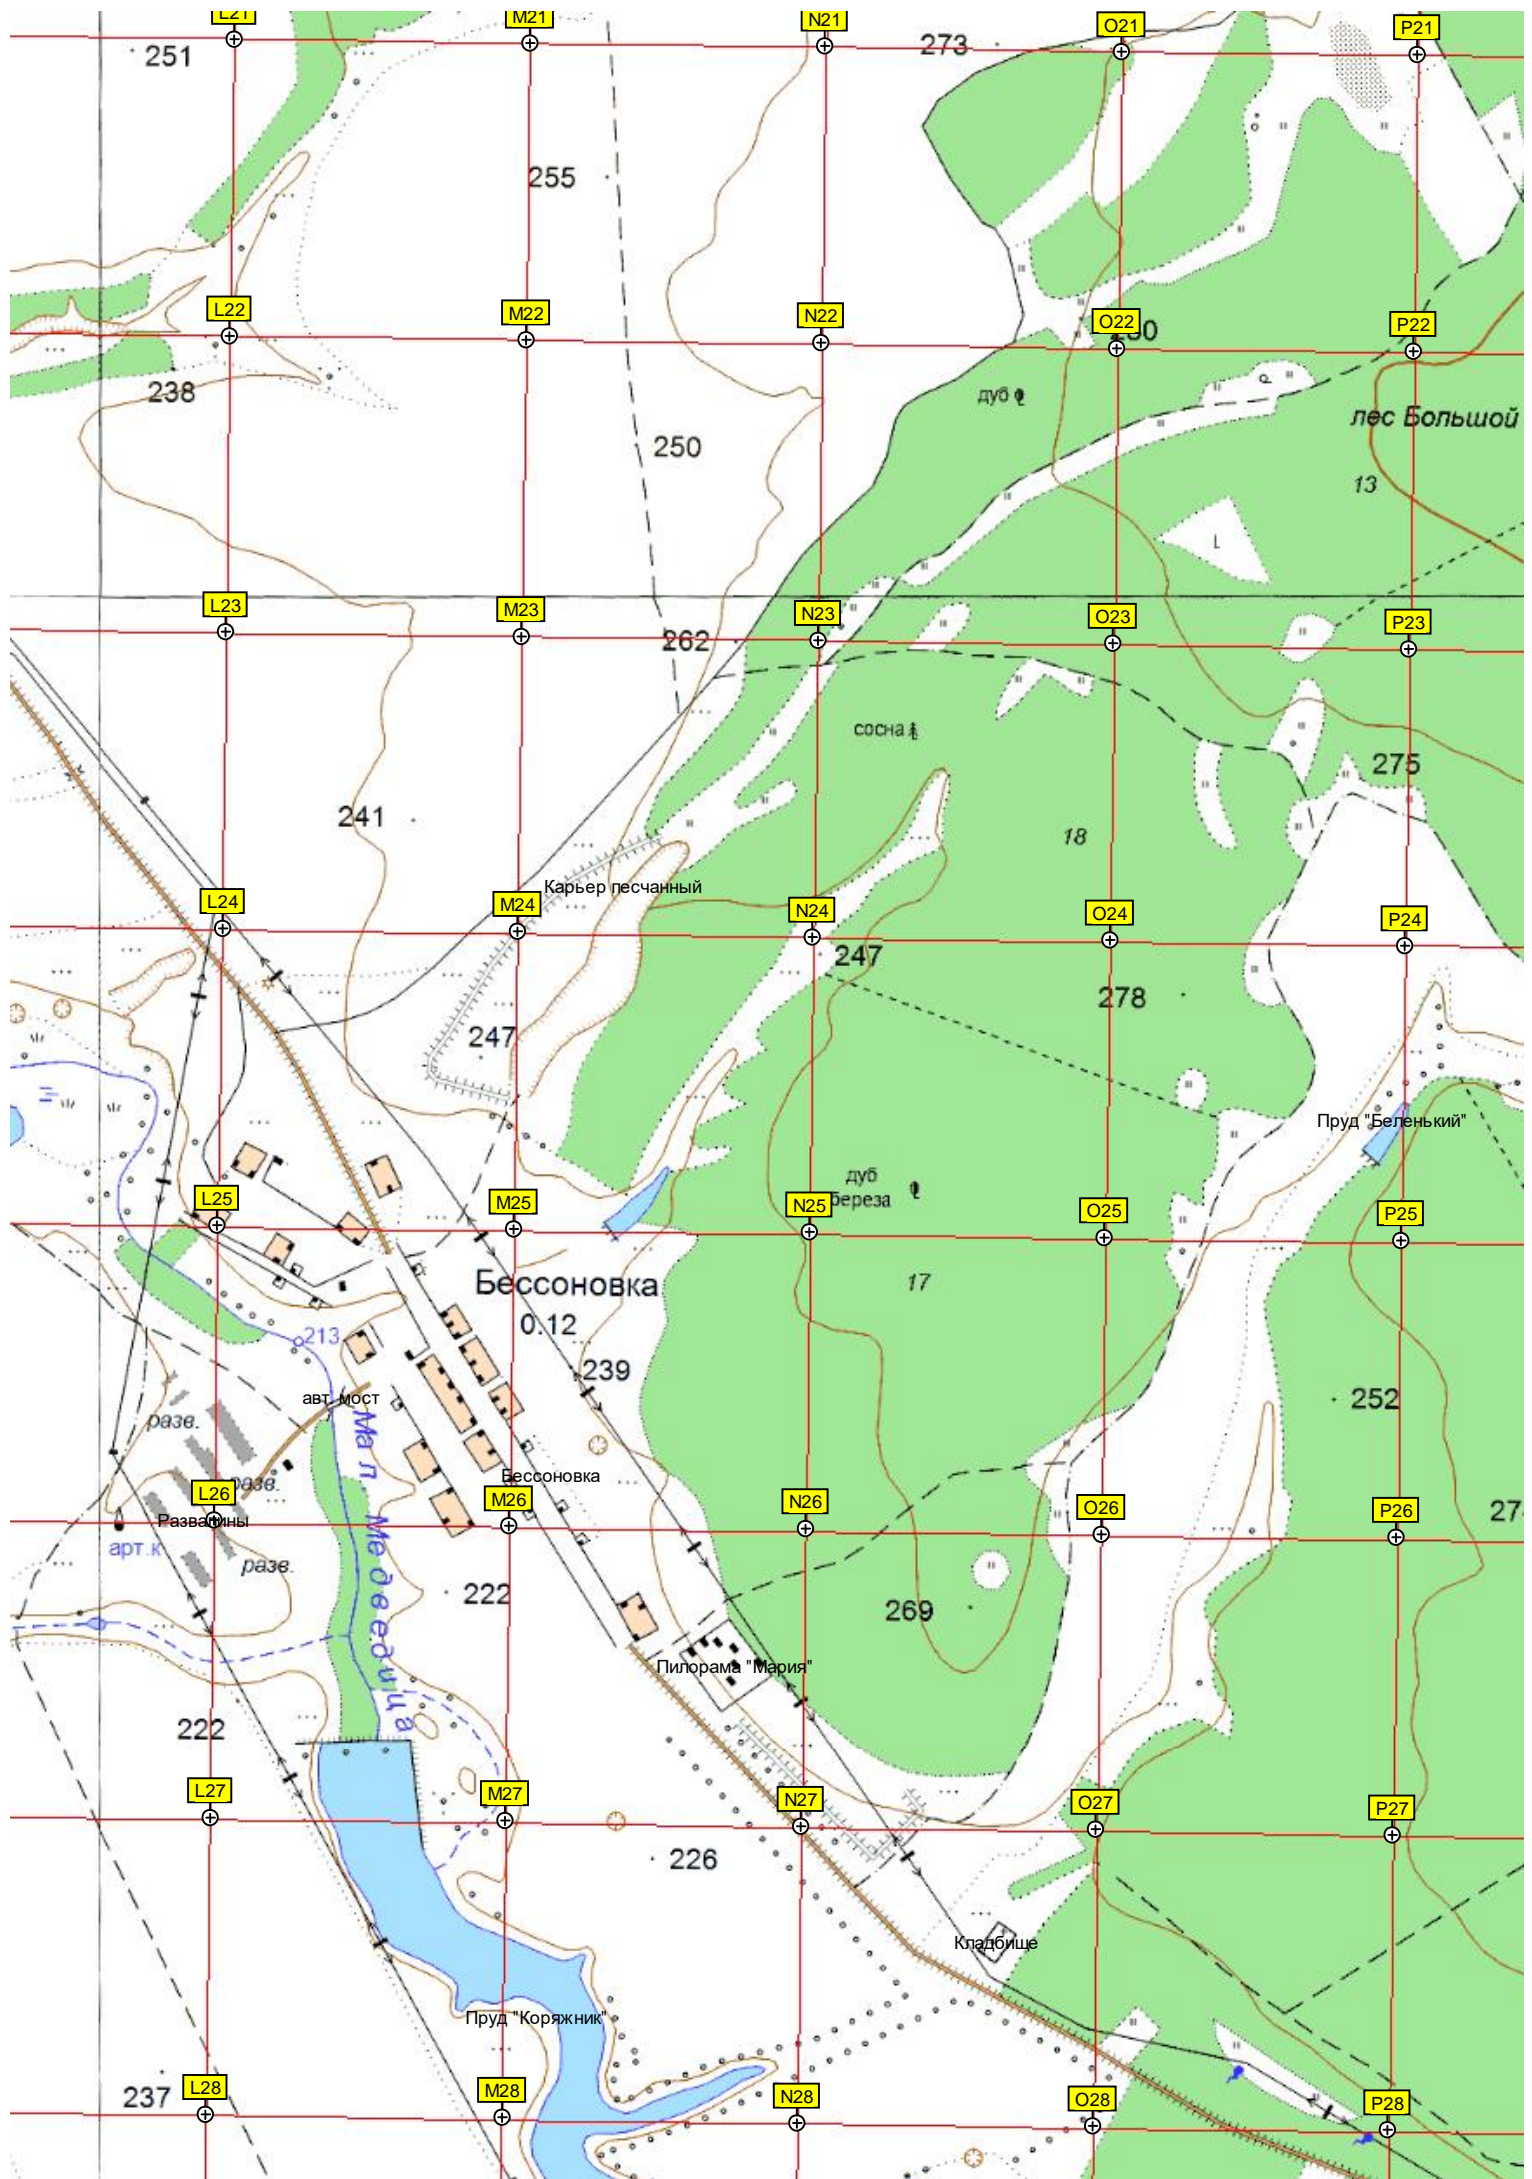 L21
M21
N21
O21
P21
251
273
255
L22
M22
N22
O22
P22
238
дуб
лес Большой
250
13
L23
M23
N23
O23
P23
262
сосна
275
241
18
Карьер песчанный
L24
M24
N24
O24
P24
247
278
247
Пруд "Беленький"
дуб
береза
L25
M25
N25
O25
P25
Бессоновка
0.12
17
213
239
авт. мост
252
разв.
Мал. Медведица
Бессоновка
разв.
L26
M26
N26
O26
P26
Развалины
арт.к
разв.
222
269
Пилорама "Мария"
222
L27
M27
N27
O27
P27
226
Кладбище
Пруд "Коряжник"
237
L28
M28
N28
O28
P28